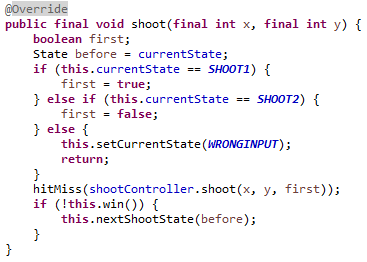 @Override
public final void shoot(final int x, final int y) {
    boolean first;
    State before = currentState;
    if (this.currentState == SHOOT1) {
        first = true;
    } else if (this.currentState == SHOOT2) {
        first = false;
    } else {
        this.setCurrentState(WRONGINPUT);
        return;
    }
    hitMiss(shootController.shoot(x, y, first));
    if (!this.win()) {
        this.nextShootState(before);
    }
}